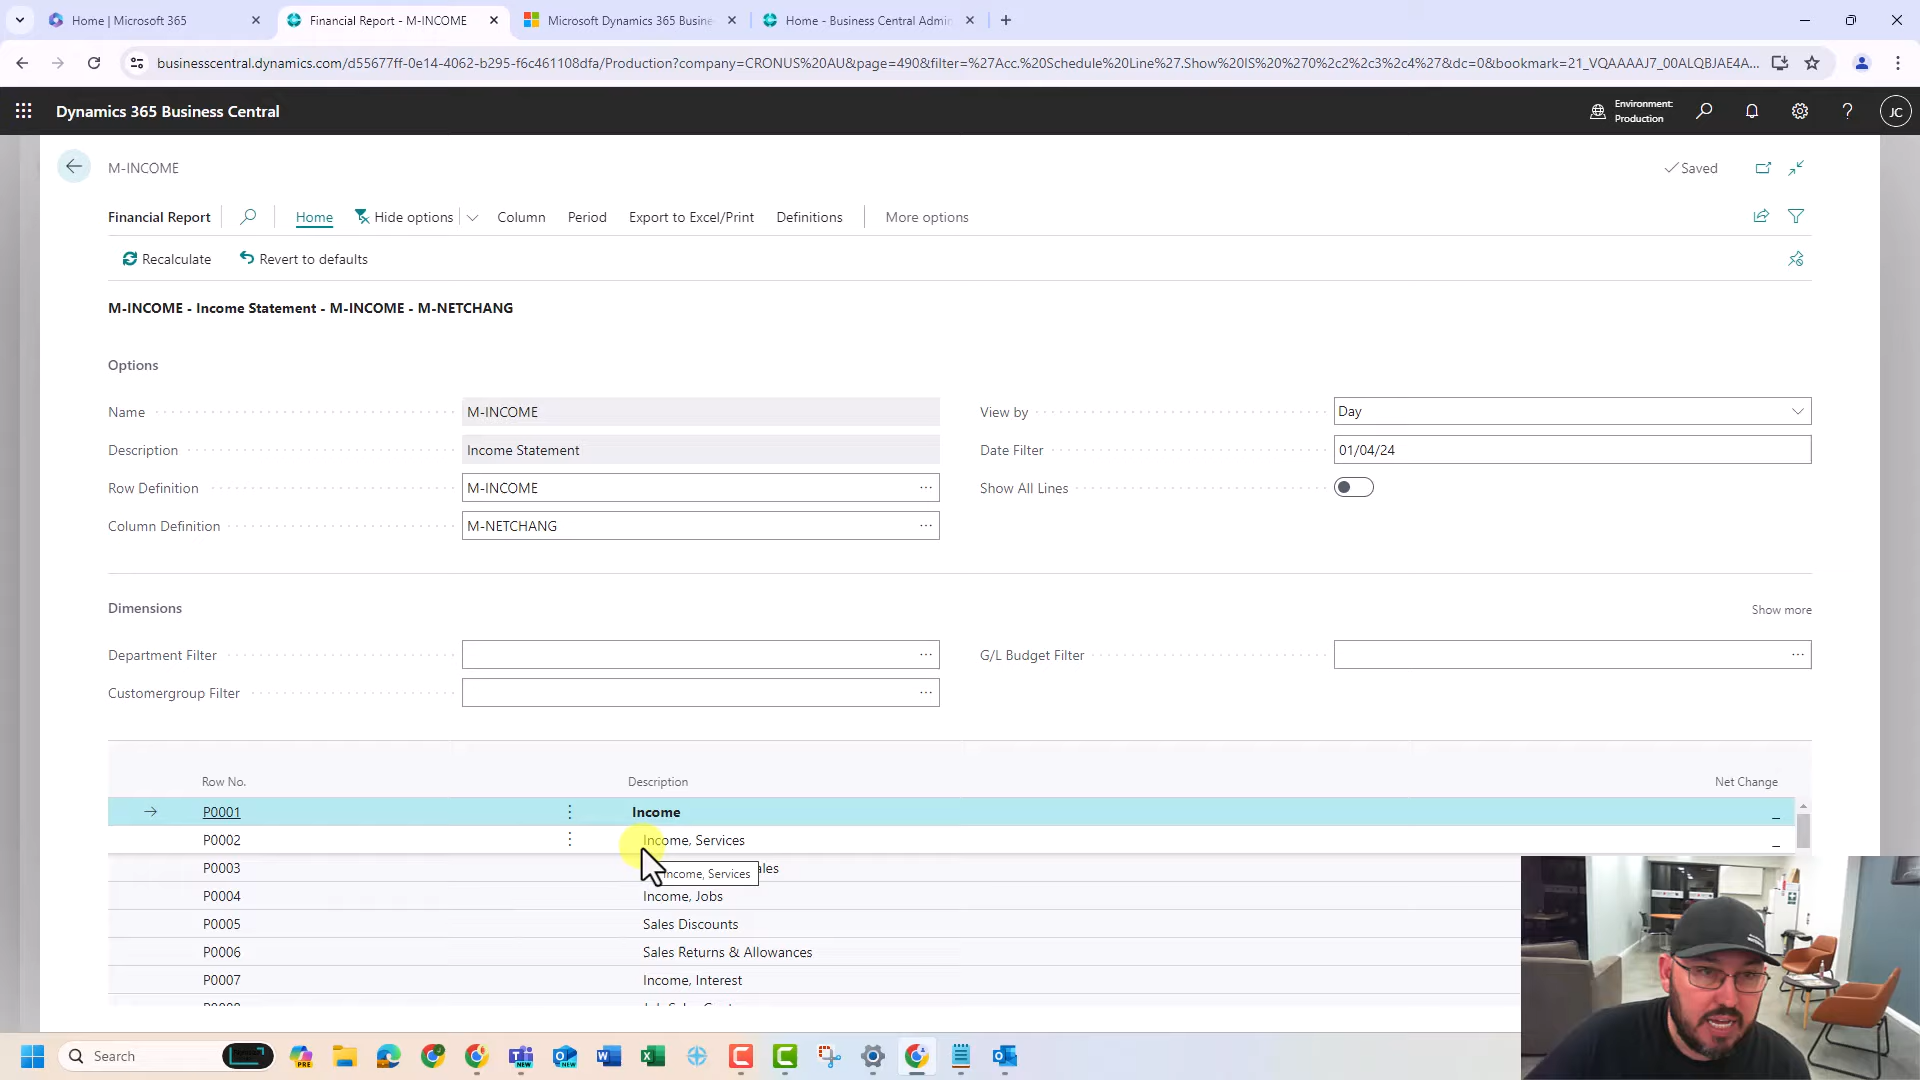 Home | Microsoft 365
Financial Report - M-INCOME
Microsoft Dynamics 365 Busine
Home - Business Central Admin
businesscentral.dynamics.com/d55677ff-0e14-4062-b295-f6c461108dfa/Production?company=CRONUS%20AU&page=490&filter=%27Acc.%20Schedule%20Line%27.Show%20IS%20%270%2c2%2c3%2c4%27&dc=0&bookmark=21_VQAAAAJ7_00ALQBJAE4A...
Dynamics 365 Business Central
Environment:
Production
JC
M-INCOME
Saved
Financial Report
Home
Hide options
Column
Period
Export to Excel/Print
Definitions
More options
Recalculate
Revert to defaults
M-INCOME - Income Statement - M-INCOME - M-NETCHANG
Options
Name
M-INCOME
View by
Day
Description
Income Statement
Date Filter
01/04/24
Row Definition
M-INCOME
Show All Lines
Column Definition
M-NETCHANG
Dimensions
Show more
Department Filter
G/L Budget Filter
Customergroup Filter
Row No.
Description
Net Change
P0001
Income
_
P0002
Income, Services
_
P0003
ales
Income, Services
P0004
Income, Jobs
P0005
Sales Discounts
P0006
Sales Returns & Allowances
P0007
Income, Interest
Search
PRE
NEW
NEW